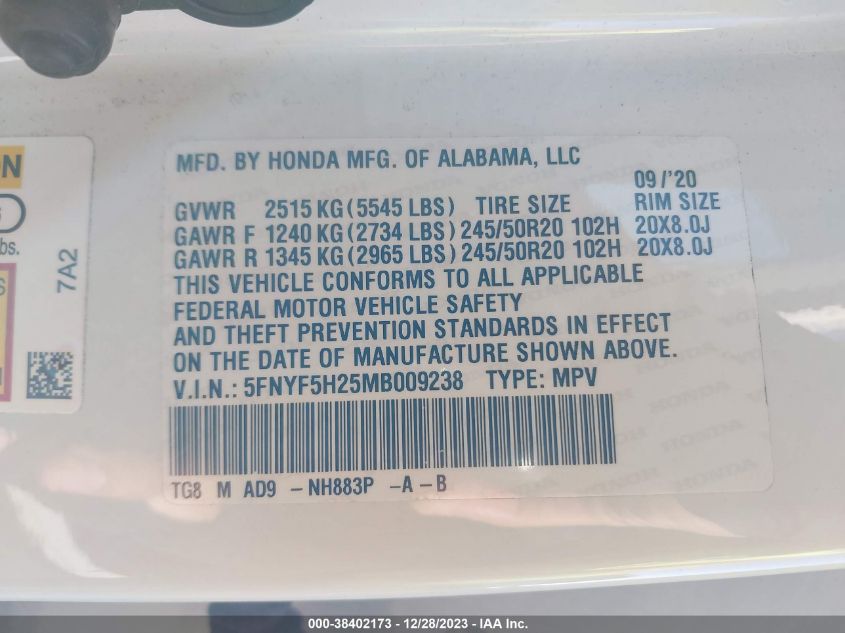 ON
bs.
S
7A2
MFD. BY HONDA MFG. OF ALABAMA, LLC
09/'20
GVWR 2515 KG (5545 LBS) TIRE SIZE RIM SIZE
GAWR F 1240 KG (2734 LBS) 245/50R20 102H 20X8.0J
GAWR R 1345 KG (2965 LBS) 245/50R20 102H 20X8.0J
THIS VEHICLE CONFORMS TO ALL APPLICABLE
FEDERAL MOTOR VEHICLE SAFETY
AND THEFT PREVENTION STANDARDS IN EFFECT
ON THE DATE OF MANUFACTURE SHOWN ABOVE.
V.I.N.: 5FNYF5H25MB009238 TYPE: MPV
TG8 M AD9 -NH883P -A -B
000-38402173 - 12/28/2023 - IAA Inc.